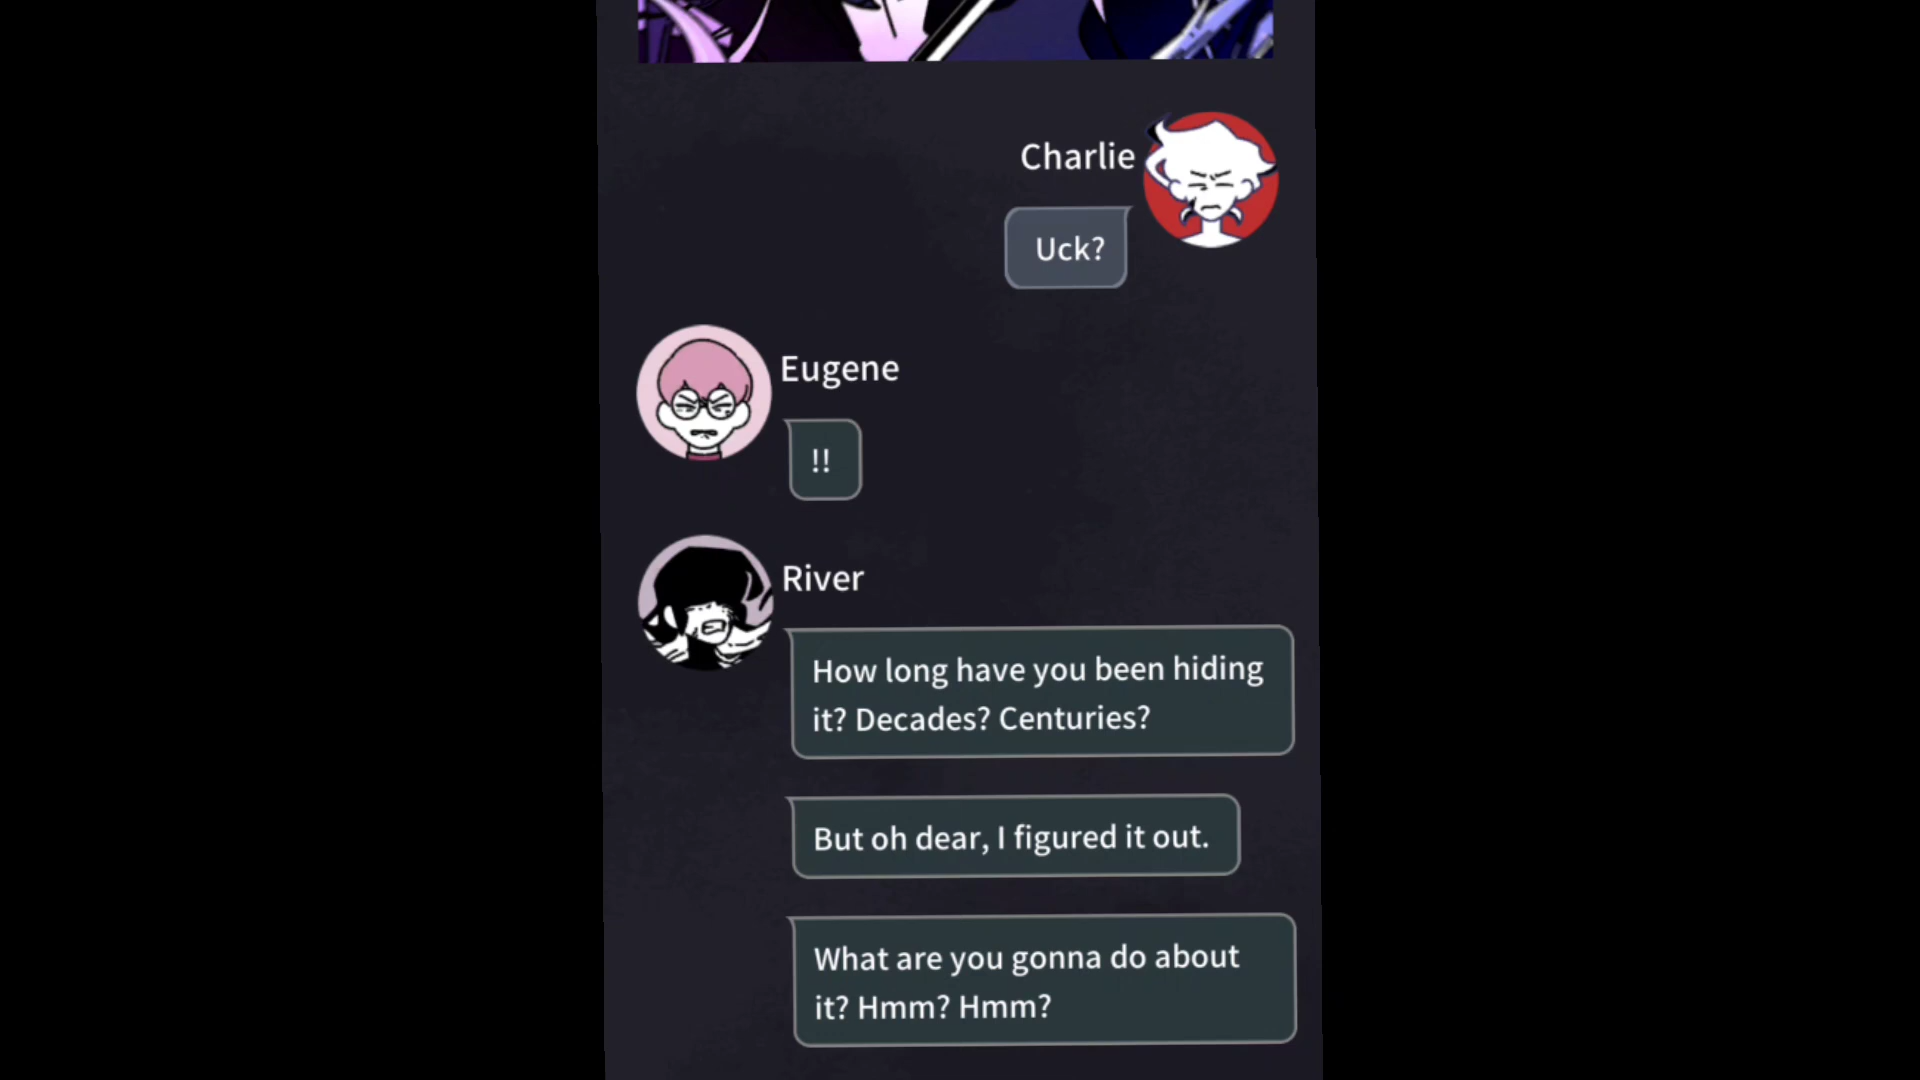 Charlie
Uck?
Eugene
!!
River
How long have you been hiding
it? Decades? Centuries?
But oh dear, I figured it out.
What are you gonna do about
it? Hmm? Hmm?